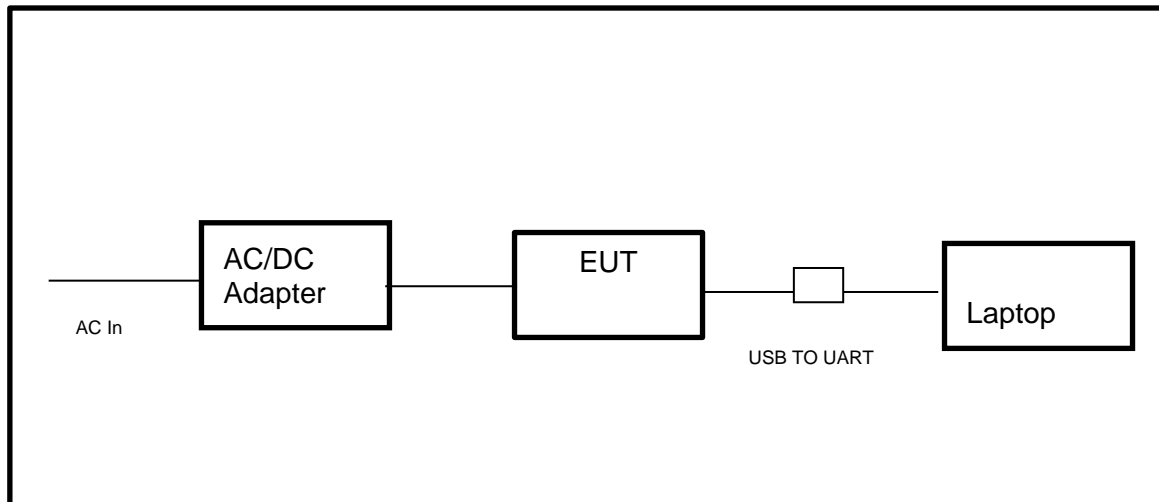 AC/DC
Adapter
AC In
EUT
USB TO UART
Laptop